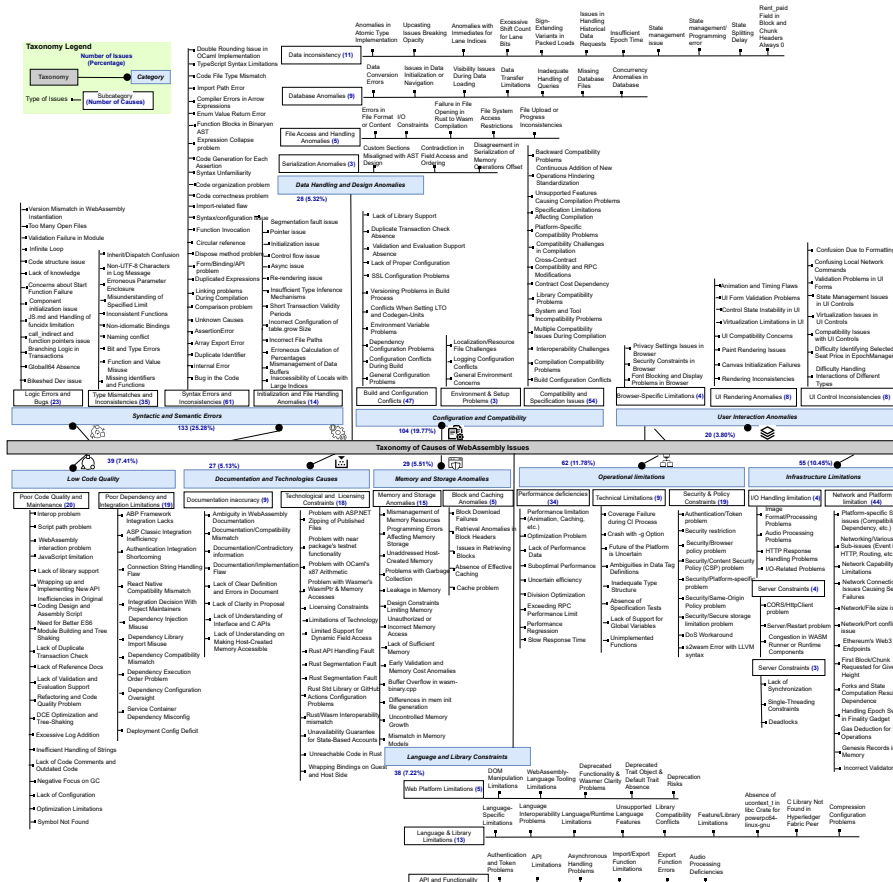 Taxonomy Legend
Number of Issues
(Percentage)
Taxonomy
Category
Type of Issues
Subcategory
(Number of Causes)
Double Rounding Issue in
OCaml Implementation
TypeScript Syntax Limitations
Code File Type Mismatch
Import Path Error
Compiler Errors in Arrow
Expressions
Enum Value Return Error
Function Blocks in Binaryen
AST
Expression Collapse
problem
Code Generation for Each
Assertion
Syntax Unfamiliarity
Code organization problem
Code correctness problem
Import-related flaw
Syntax/configuration issue
Function Invocation
Circular reference
Dispose method problem
Form/Binding/API
problem
Duplicated Expressions
Linking problems
During Compilation
Comparison problem
Unknown Causes
AssertionError
Array Export Error
Duplicate Identifier
Internal Error
Bug in the Code
Data inconsistency (11)
Anomalies in
Atomic Type
Implementation
Upcasting
Issues Breaking
Opacity
Anomalies with
Immediates for
Lane Indices
Excessive
Shift Count
for Lane
Bits
Sign-
Extending
Variants in
Packed Loads
Issues in
Handling
Historical
Data
Requests
Insufficient
Epoch Time
State
management
issue
State
management/
Programming
error
State
Splitting
Delay
Rent_paid
Field in
Block and
Chunk
Headers
Always 0
Database Anomalies (9)
Data
Conversion
Errors
Issues in Data
Initialization or
Navigation
Visibility Issues
During Data
Loading
Data
Transfer
Limitations
Inadequate
Handling of
Queries
Missing
Database
Files
Concurrency
Anomalies in
Database
File Access and Handling
Anomalies (5)
Errors in
File Format
or Content
I/O
Constraints
Failure in File
Opening in
Rust to Wasm
Compilation
File System
Access
Restrictions
File Upload or
Progress
Inconsistencies
Serialization Anomalies (3)
Custom Sections
Misaligned with AST
Design
Contradiction in
Field Access and
Ordering
Disagreement in
Serialization of
Memory
Operations Offset
Data Handling and Design Anomalies
28 (5.32%)
Version Mismatch in WebAssembly
Instantiation
Too Many Open Files
Validation Failure in Module
Infinite Loop
Code structure issue
Lack of knowledge
Concerns about Start
Function Failure
Component
initialization issue
JS.md and Handling of
funcidx limitation
call_indirect and
function pointers issue
Branching Logic in
Transactions
Global64 Absence
Bikeshed Dev issue
Inherit/Dispatch Confusion
Non-UTF-8 Characters
in Log Message
Erroneous Parameter
Enclosure
Misunderstanding of
Specified Limit
Inconsistent Functions
Non-idiomatic Bindings
Naming conflict
Bit and Type Errors
Function and Value
Misuse
Missing identifiers
and Functions
Segmentation fault issue
Pointer issue
Initialization issue
Control flow issue
Async issue
Re-rendering issue
Insufficient Type Inference
Mechanisms
Short Transaction Validity
Periods
Incorrect Configuration of
table.grow Size
Incorrect File Paths
Erroneous Calculation of
Percentages
Mismanagement of Data
Buffers
Inaccessibility of Locals with
Large Indices
Lack of Library Support
Duplicate Transaction Check
Absence
Validation and Evaluation Support
Absence
Lack of Proper Configuration
SSL Configuration Problems
Versioning Problems in Build
Process
Conflicts When Setting LTO
and Codegen-Units
Environment Variable
Problems
Dependency
Configuration Problems
Configuration Conflicts
During Build
General Configuration
Problems
Localization/Resource
File Challenges
Logging Configuration
Conflicts
General Environment
Concerns
Backward Compatibility
Problems
Continuous Addition of New
Operations Hindering
Standardization
Unsupported Features
Causing Compilation Problems
Specification Limitations
Affecting Compilation
Platform-Specific
Compatibility Problems
Compatibility Challenges
in Compilation
Cross-Contract
Compatibility and RPC
Modifications
Contract Cost Dependency
Library Compatibility
Problems
System and Tool
Incompatibility Problems
Multiple Compatibility
Issues During Compilation
Interoperability Challenges
Compilation Compatibility
Problems
Build Configuration Conflicts
Privacy Settings Issues in
Browser
Security Constraints in
Browser
Font Blocking and Display
Problems in Browser
Animation and Timing Flaws
UI Form Validation Problems
Control State Instability in UI
Virtualization Limitations in UI
UI Compatibility Concerns
Paint Rendering Issues
Canvas Initialization Failures
Rendering Inconsistencies
Confusion Due to Formatting
Confusing Local Network
Commands
Validation Problems in UI
Forms
State Management Issues
in UI Controls
Virtualization Issues in
UI Controls
Compatibility Issues
with UI Controls
Difficulty Identifying Selected
Seat Price in EpochManager
Difficulty Handling
Interactions of Different
Types
Logic Errors and
Bugs (23)
Type Mismatches and
Inconsistencies (35)
Syntax Errors and
Inconsistencies (61)
Initialization and File Handling
Anomalies (14)
Build and Configuration
Conflicts (47)
Environment & Setup
Problems (3)
Compatibility and
Specification Issues (54)
Browser-Specific Limitations (4)
UI Rendering Anomalies (8)
UI Control Inconsistencies (8)
Syntactic and Semantic Errors
Configuration and Compatibility
User Interaction Anomalies
133 (25.28%)
104 (19.77%)
20 (3.80%)
Taxonomy of Causes of WebAssembly Issues
39 (7.41%)
27 (5.13%)
29 (5.51%)
62 (11.78%)
55 (10.45%)
Low Code Quality
Documentation and Technologies Causes
Memory and Storage Anomalies
Operational limitations
Infrastructure Limitations
Poor Code Quality and
Maintenance (20)
Interop problem
Script path problem
WebAssembly
interaction problem
JavaScript limitation
Lack of library support
Wrapping up and
Implementing New API
Inefficiencies in Original
Coding Design and
Assembly Script
Need for Better ES6
Module Building and Tree
Shaking
Lack of Duplicate
Transaction Check
Lack of Reference Docs
Lack of Validation and
Evaluation Support
Refactoring and Code
Quality Problem
DCE Optimization and
Tree-Shaking
Excessive Log Addition
Inefficient Handling of Strings
Lack of Code Comments and
Outdated Code
Negative Focus on GC
Lack of Configuration
Optimization Limitations
Symbol Not Found
Poor Dependency and
Integration Limitations (19)
ABP Framework
Integration Lacks
ASP Classic Integration
Inefficiency
Authentication Integration
Shortcoming
Connection String Handling
Flaw
React Native
Compatibility Mismatch
Integration Decision With
Project Maintainers
Dependency Injection
Misuse
Dependency Library
Import Misuse
Dependency Compatibility
Mismatch
Dependency Execution
Order Problem
Dependency Configuration
Oversight
Service Container
Dependency Misconfig
Deployment Config Deficit
Documentation inaccuracy (9)
Ambiguity in WebAssembly
Documentation
Documentation/Compatibility
Mismatch
Documentation/Contradictory
information
Documentation/Implementation
Flaw
Lack of Clear Definition
and Errors in Document
Lack of Clarity in Proposal
Lack of Understanding of
Interface and C APIs
Lack of Understanding on
Making Host-Created
Memory Accessible
Technological and Licensing
Constraints (18)
Problem with ASP.NET
Zipping of Published
Files
Problem with near
package's testnet
functionality
Problem with OCaml's
x87 Arithmetic
Problem with Wasmer's
WasmPtr & Memory
Accesses
Licensing Constraints
Limitations of Technology
Limited Support for
Dynamic Field Access
Rust API Handling Fault
Rust Segmentation Fault
Rust Segmentation Fault
Rust Std Library or GitHub
Actions Configuration
Problems
Rust/Wasm Interoperability
mismatch
Unavailability Guarantee
for State-Based Accounts
Unreachable Code in Rust
Wrapping Bindings on Guest
and Host Side
Memory and Storage
Anomalies (15)
Mismanagement of
Memory Resources
Programming Errors
Affecting Memory
Storage
Unaddressed Host-
Created Memory
Problems with Garbage
Collection
Leakage in Memory
Design Constraints
Limiting Memory
Unauthorized or
Incorrect Memory
Access
Lack of Sufficient
Memory
Early Validation and
Memory Cost Anomalies
Buffer Overflow in wasm-
binary.cpp
Differences in mem init
file generation
Uncontrolled Memory
Growth
Mismatch in Memory
Models
Block and Caching
Anomalies (5)
Block Download
Failures
Retrieval Anomalies in
Block Headers
Issues in Retrieving
Blocks
Absence of Effective
Caching
Cache problem
Performance deficiencies
(34)
Performance limitation
(Animation, Caching,
etc.)
Optimization Problem
Lack of Performance
Data
Suboptimal Performance
Uncertain efficiency
Division Optimization
Exceeding RPC
Performance Limit
Performance
Regression
Slow Response Time
Technical Limitations (9)
Coverage Failure
during CI Process
Crash with -g Option
Future of the Platform
is Uncertain
Ambiguities in Data Tag
Definitions
Inadequate Type
Structure
Absence of
Specification Tests
Lack of Support for
Global Variables
Unimplemented
Functions
Security & Policy
Constraints (19)
Authentication/Token
problem
Security restriction
Security/Browser
policy problem
Security/Content Security
Policy (CSP) problem
Security/Platform-specific
problem
Security/Same-Origin
Policy problem
Security/Secure storage
limitation problem
DoS Workaround
s2wasm Error with LLVM
syntax
I/O Handling limitation (4)
Image
Format/Processing
Problems
Audio Processing
Problems
HTTP Response
Handling Problems
I/O-Related Problems
Server Constraints (4)
CORS/HttpClient
problem
Server/Restart problem
Congestion in WASM
Runner or Runtime
Components
Server Constraints (3)
Lack of
Synchronization
Single-Threading
Constraints
Deadlocks
Network and Platform
(44)
Platform-specific S
issues (Compatibili
Dependency, etc.)
Networking/Various
Sub-issues (Event
HTTP, Routing, etc.
Network Capability
Limitations
Network Connectio
Issues Causing Se
Failures
Network/File size is
Network/Port confli
issue
Ethereum's Web3
Endpoints
First Block/Chunk
Requested for Give
Height
Forks and State
Computation Resul
Dependence
Handling Epoch Sw
in Finality Gadget
Gas Deduction for
Operations
Genesis Records i
Memory
Incorrect Validator
Language and Library Constraints
38 (7.22%)
Web Platform Limitations (5)
DOM
Manipulation
Limitations
WebAssembly-
Language Tooling
Limitations
Deprecated
Functionality &
Wasmer Clarity
Problems
Deprecated
Trait Object &
Default Trait
Absence
Deprecation
Risks
Language & Library
Limitations (13)
Language-
Specific
Limitations
Language
Interoperability
Problems
Language/Runtime
Limitations
Unsupported
Language
Features
Library
Compatibility
Conflicts
Feature/Library
Limitations
Absence of
ucontext_t in
libc Crate for
powerpc64-
linux-gnu
C Library Not
Found in
Hyperledger
Fabric Peer
Compression
Configuration
Problems
API and Functionality
Authentication
and Token
Problems
API
Limitations
Asynchronous
Handling
Problems
Import/Export
Function
Limitations
Export
Function
Errors
Audio
Processing
Deficiencies